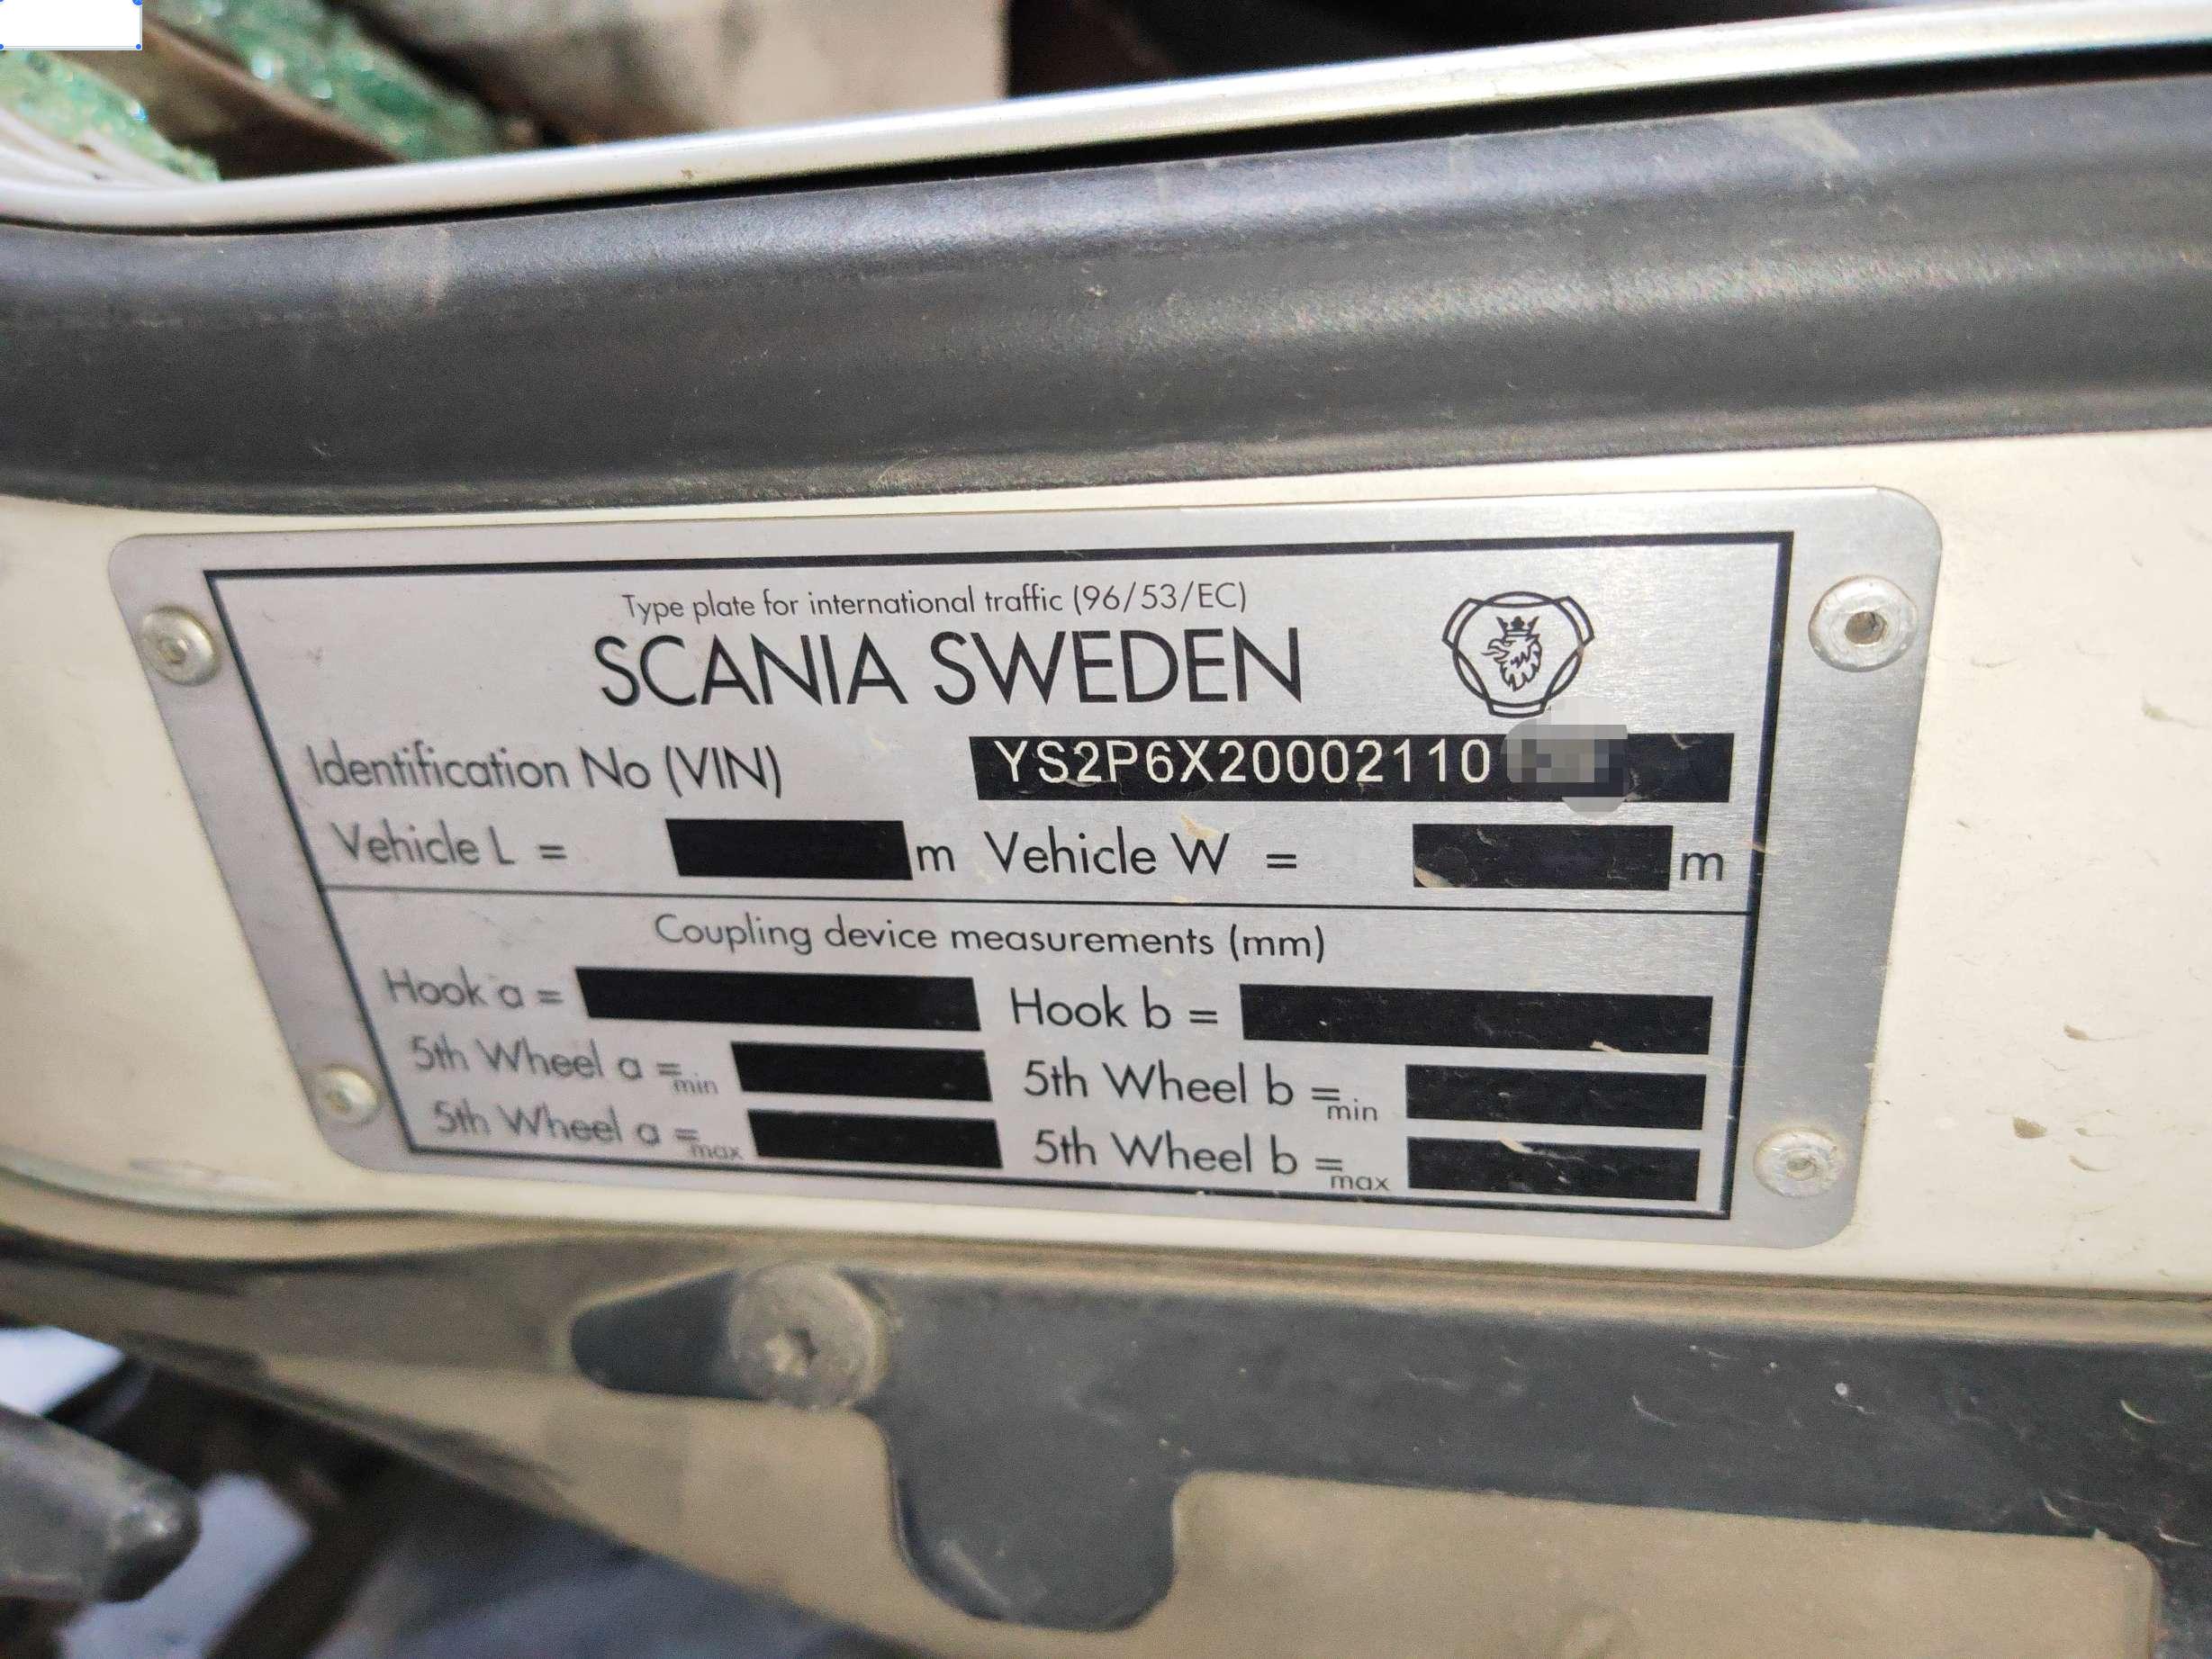 Type plate for international traffic (96/53/EC)
SCANIA SWEDEN
Identification No (VIN) YS2P6X20002110
Vehicle L = m Vehicle W = m
Coupling device measurements (mm)
Hook a = Hook b =
5th Wheel a =min 5th Wheel b =min
5th Wheel a =max 5th Wheel b =max